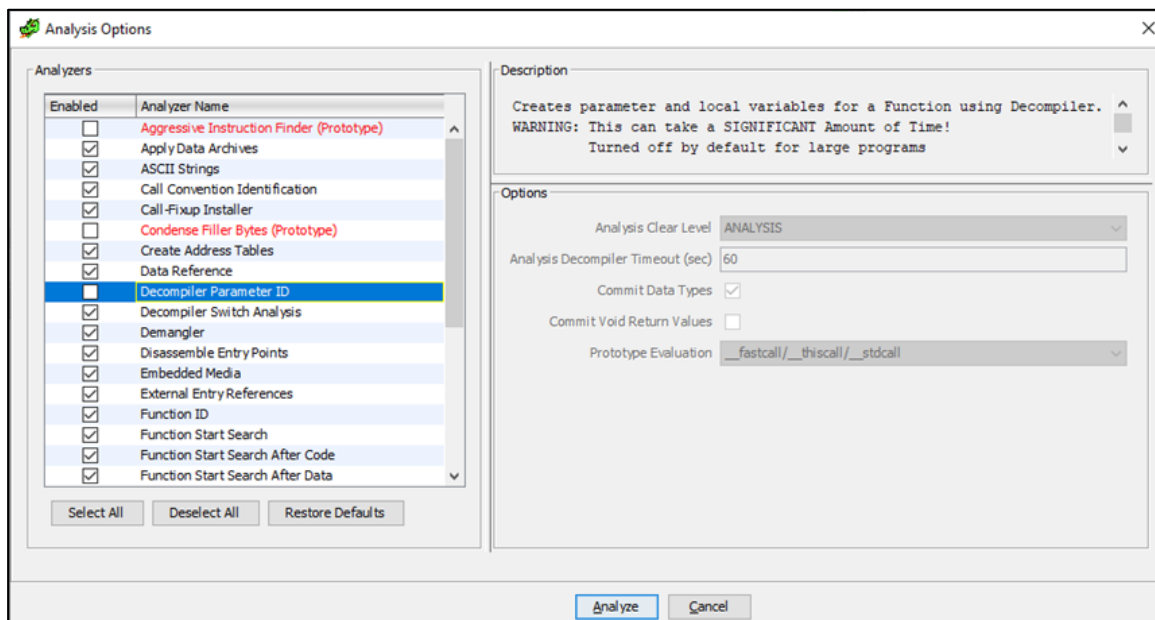 Analysis Options
Analyzers
Enabled Analyzer Name
Aggressive Instruction Finder (Prototype)
Apply Data Archives
ASCII Strings
Call Convention Identification
Call-Fixup Installer
Condense Filler Bytes (Prototype)
Create Address Tables
Data Reference
Decompiler Parameter ID
Decompiler Switch Analysis
Demangler
Disassemble Entry Points
Embedded Media
External Entry References
Function ID
Function Start Search
Function Start Search After Code
Function Start Search After Data
Select All Deselect All Restore Defaults
Description
Creates parameter and local variables for a Function using Decompiler.
WARNING: This can take a SIGNIFICANT Amount of Time!
Turned off by default for large programs
Options
Analysis Clear Level ANALYSIS
Analysis Decompiler Timeout (sec) 60
Commit Data Types
Commit Void Return Values
Prototype Evaluation __fastcall/__thiscall/__stdcall
Analyze Cancel